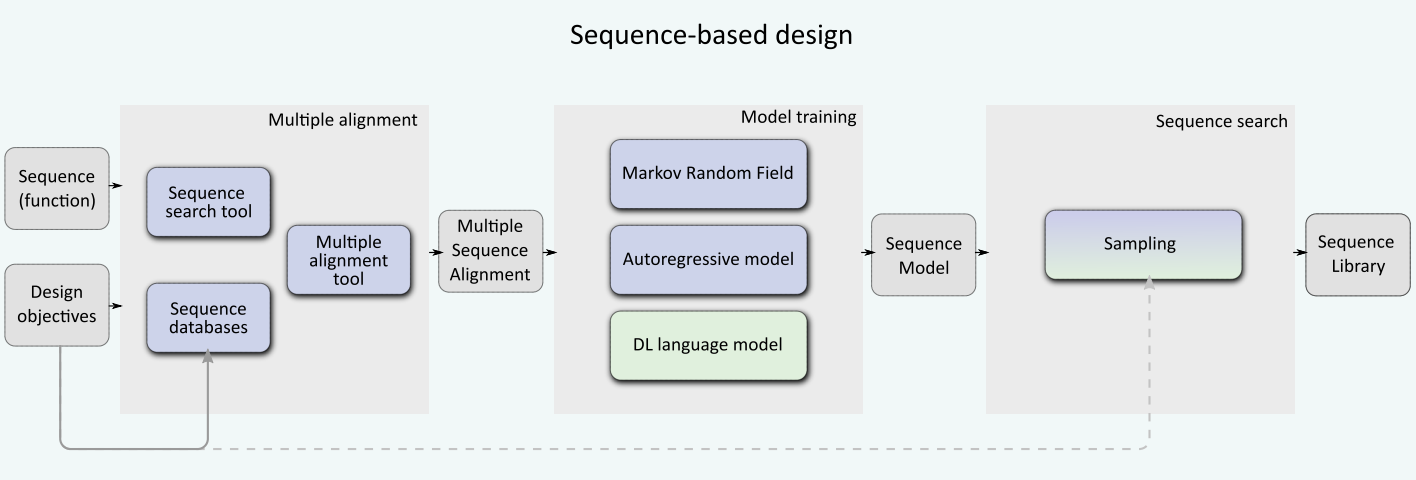 Sequence-based design
Multiple alignment
Sequence
(function)
Design
objectives
Sequence
search tool
Sequence
databases
Multiple
alignment
tool
Multiple
Sequence
Alignment
Model training
Markov Random Field
Autoregressive model
DL language model
Sequence
Model
Sequence search
Sampling
Sequence
Library